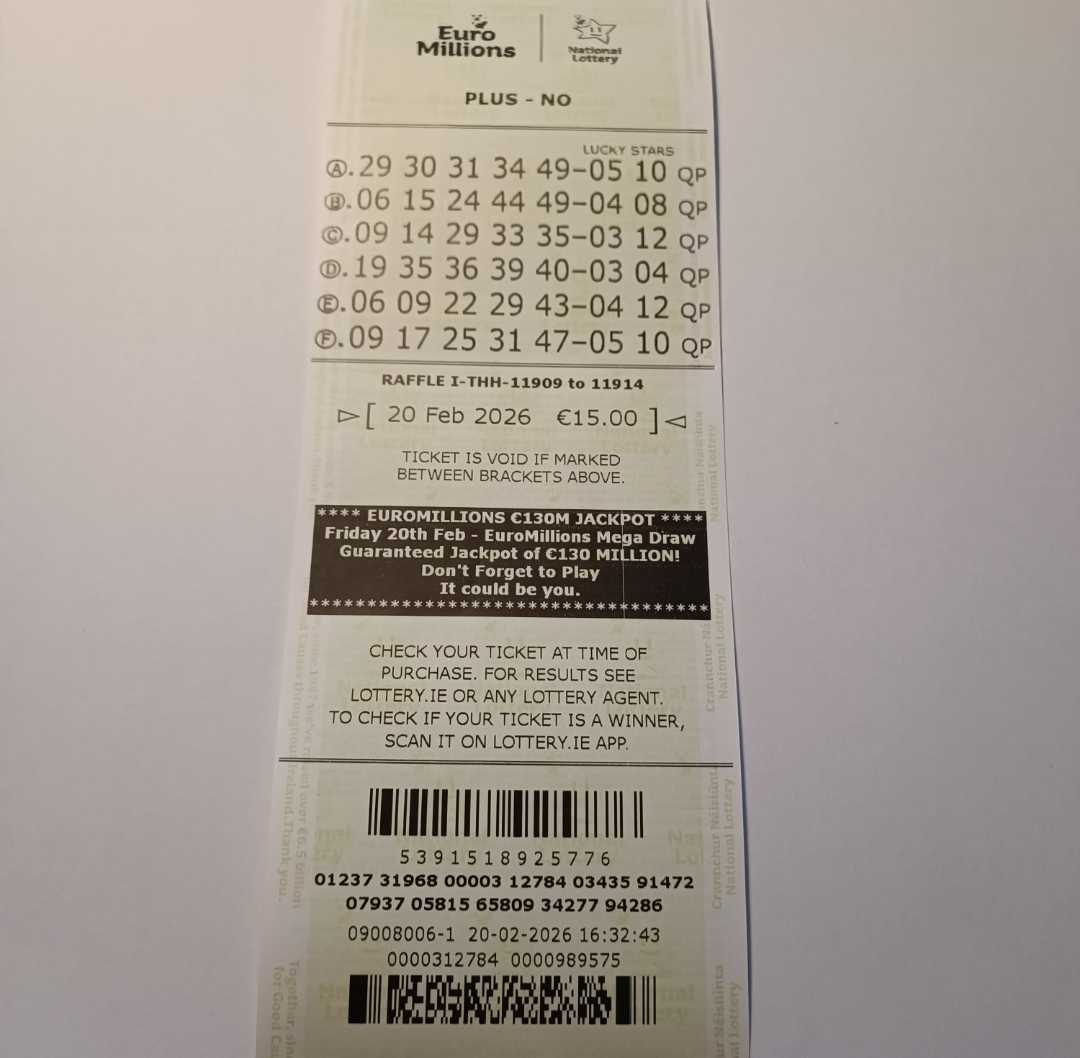 Euro
Millions
National
Lottery
PLUS - NO
LUCKY STARS
Ⓐ.29 30 31 34 49-05 10 QP
Ⓑ.06 15 24 44 49-04 08 QP
Ⓒ.09 14 29 33 35-03 12 QP
Ⓓ.19 35 36 39 40-03 04 QP
Ⓔ.06 09 22 29 43-04 12 QP
Ⓕ.09 17 25 31 47-05 10 QP
RAFFLE I-THH-11909 to 11914
▷[ 20 Feb 2026 €15.00 ]◁
TICKET IS VOID IF MARKED
BETWEEN BRACKETS ABOVE.
**** EUROMILLIONS €130M JACKPOT ****
Friday 20th Feb - EuroMillions Mega Draw
Guaranteed Jackpot of €130 MILLION!
Don't Forget to Play
It could be you.
**************************************
CHECK YOUR TICKET AT TIME OF
PURCHASE. FOR RESULTS SEE
LOTTERY.IE OR ANY LOTTERY AGENT.
TO CHECK IF YOUR TICKET IS A WINNER,
SCAN IT ON LOTTERY.IE APP.
5391518925776
01237 31968 00003 12784 03435 91472
07937 05815 65809 34277 94286
09008006-1 20-02-2026 16:32:43
0000312784 0000989575
Crannchur Náisiúnta
National Lottery